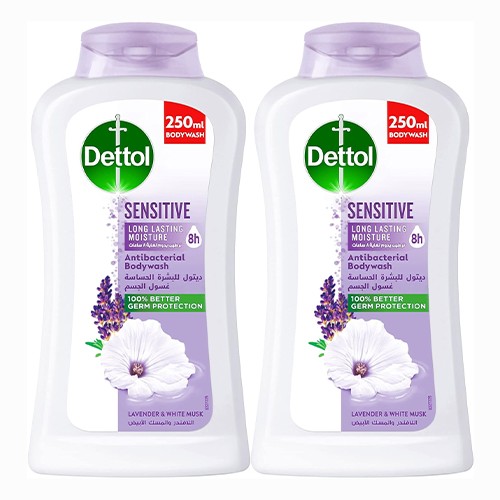 250ml
BODYWASH
Dettol
SENSITIVE
LONG LASTING
MOISTURE
8h
Antibacterial
Bodywash
ديتول للبشرة الحساسة
غسول الجسم
100% BETTER
GERM PROTECTION
LAVENDER & WHITE MUSK
اللافندر والمسك الأبيض
250ml
BODYWASH
Dettol
SENSITIVE
LONG LASTING
MOISTURE
8h
Antibacterial
Bodywash
ديتول للبشرة الحساسة
غسول الجسم
100% BETTER
GERM PROTECTION
LAVENDER & WHITE MUSK
اللافندر والمسك الأبيض